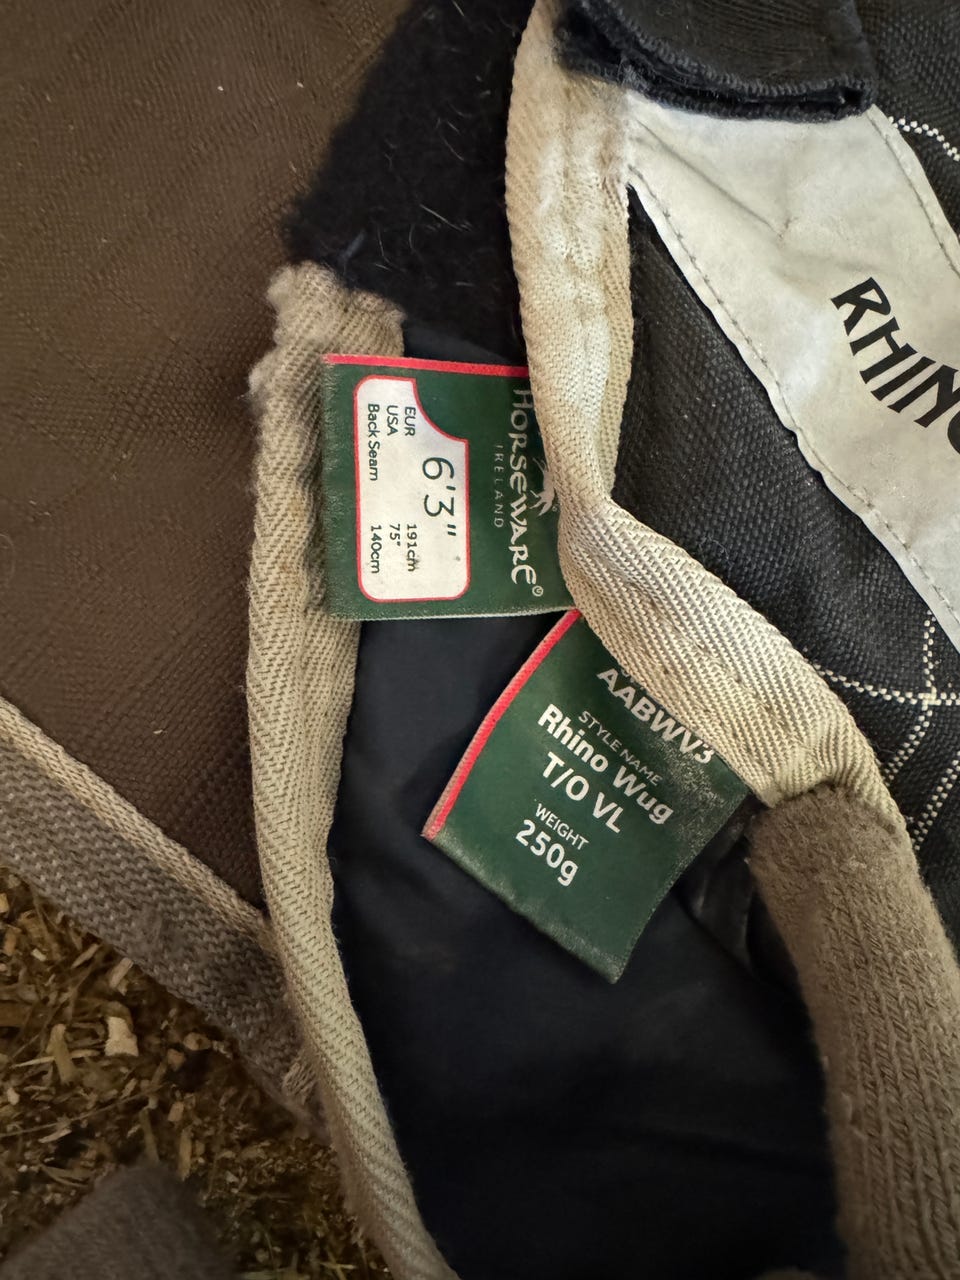 RHINO
HORSEWARE®
IRELAND
6'3"
EUR 191cm
USA 75"
Back Seam 140cm
AABWV3
STYLE NAME
Rhino Wug
T/O VL
WEIGHT
250g